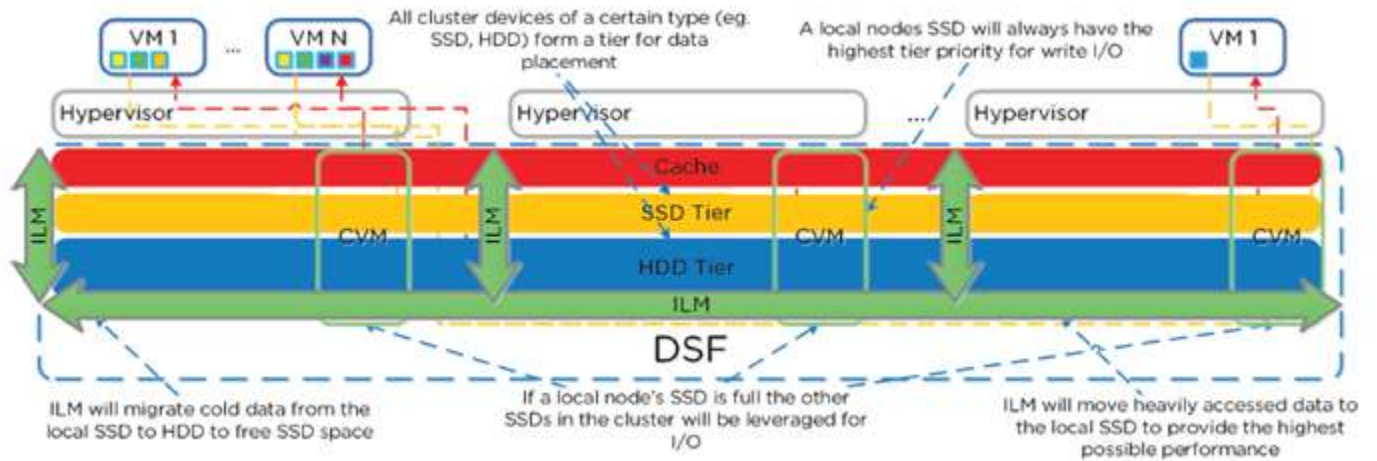 All cluster devices of a certain type (eg.
SSD, HDD) form a tier for data
placement
A local nodes SSD will always have the
highest tier priority for write I/O
VM 1
...
VM N
VM 1
Hypervisor
Hypervisor
....
Hypervisor
Cache
SSD Tier
HDD Tier
ILM
ILM
ILM
CVM
CVM
CVM
ILM
DSF
ILM will migrate cold data from the
local SSD to HDD to free SSD space
If a local node's SSD is full the other
SSDs in the cluster will be leveraged for
I/O
ILM will move heavily accessed data to
the local SSD to provide the highest
possible performance